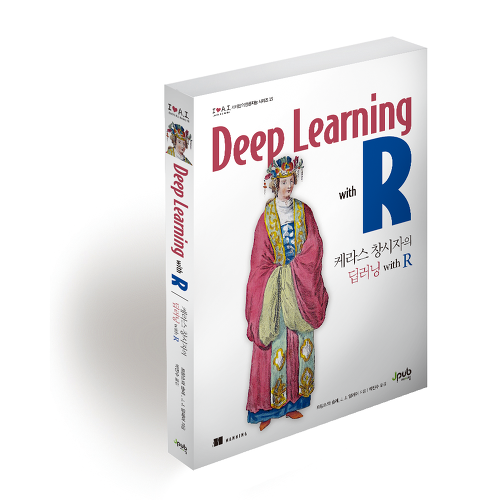 I ♥ A.I.
Deep Learning
with R
케라스 창시자의
딥러닝 with R
Jpub
MANNING
I ♥ A.I.
Deep Learning
with R
케라스 창시자의
딥러닝 with R
Jpub